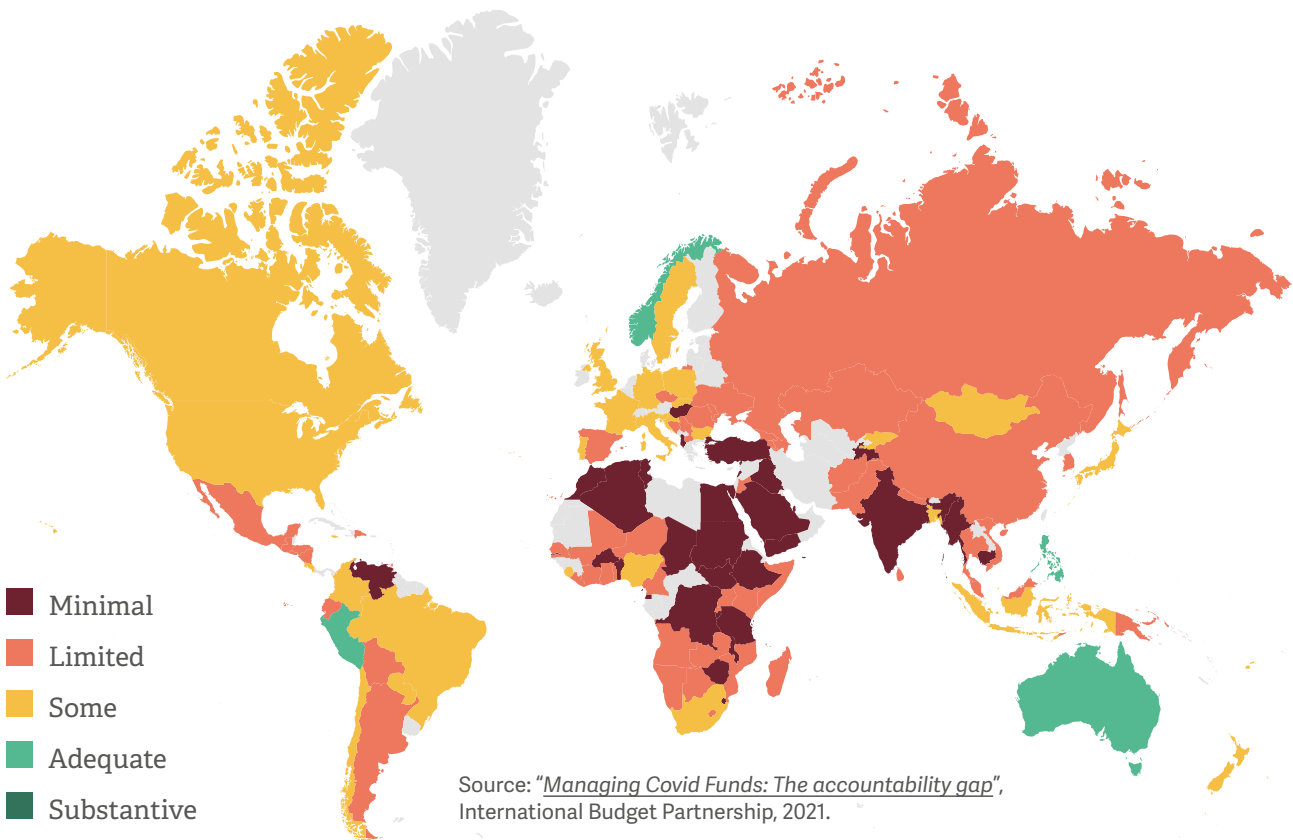 Minimal
Limited
Some
Adequate
Substantive
Source: “Managing Covid Funds: The accountability gap”,
International Budget Partnership, 2021.